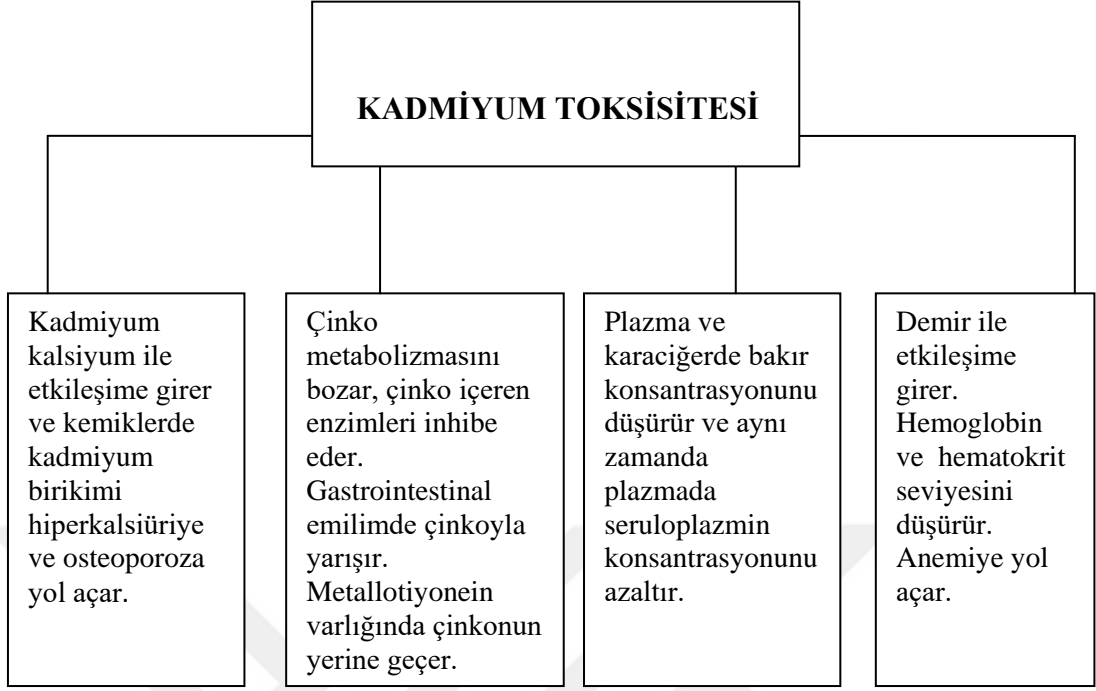 KADMİYUM TOKSİSİTESİ
Kadmiyum
kalsiyum ile
etkileşime girer
ve kemiklerde
kadmiyum
birikimi
hiperkalsiüriye
ve osteoporoza
yol açar.
Çinko
metabolizmasını
bozar, çinko içeren
enzimleri inhibe
eder.
Gastrointestinal
emilimde çinkoyla
yarışır.
Metallotiyonein
varlığında çinkonun
yerine geçer.
Plazma ve
karaciğerde bakır
konsantrasyonunu
düşürür ve aynı
zamanda
plazmada
seruloplazmin
konsantrasyonunu
azaltır.
Demir ile
etkileşime
girer.
Hemoglobin
ve hematokrit
seviyesini
düşürür.
Anemiye yol
açar.